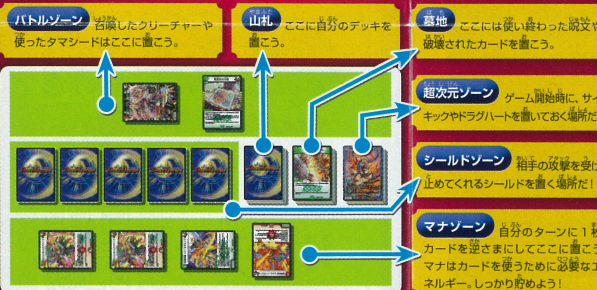 バトルゾーン 召喚したクリーチャーや
使ったタマシードはここに置こう。
山札 ここに自分のデッキを
置こう。
墓地 ここには使い終わった呪文や
破壊されたカードを置こう。
超次元ゾーン ゲーム開始時に、サイ
キックやドラグハートを置いておく場所だ
シールドゾーン 相手の攻撃を受け
止めてくれるシールドを置く場所だ！
マナゾーン 自分のターンに1枚
カードを逆さまにしてここに置こう
マナはカードを使うために必要なエ
ネルギー。しっかり貯めよう！